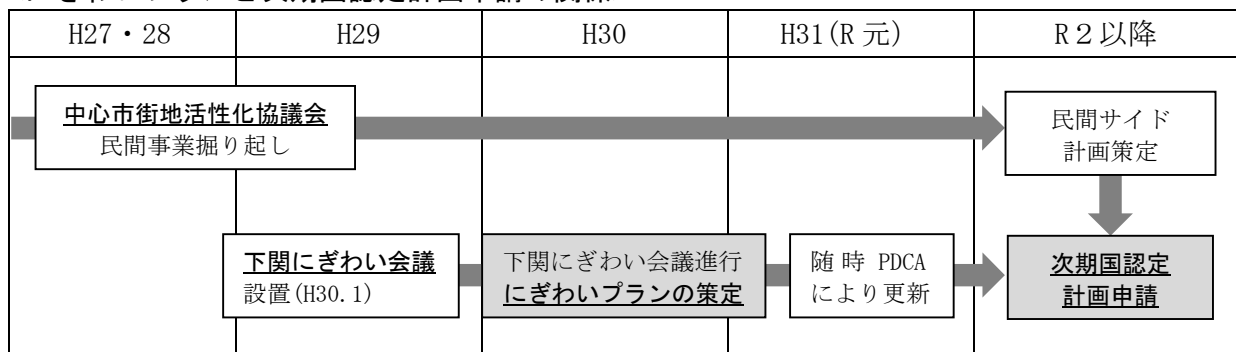 H27・28
H29
H30
H31(R元)
R2以降
中心市街地活性化協議会
民間事業掘り起し
民間サイド
計画策定
下関にぎわい会議
設置(H30.1)
下関にぎわい会議進行
にぎわいプランの策定
随時 PDCA
により更新
次期国認定
計画申請